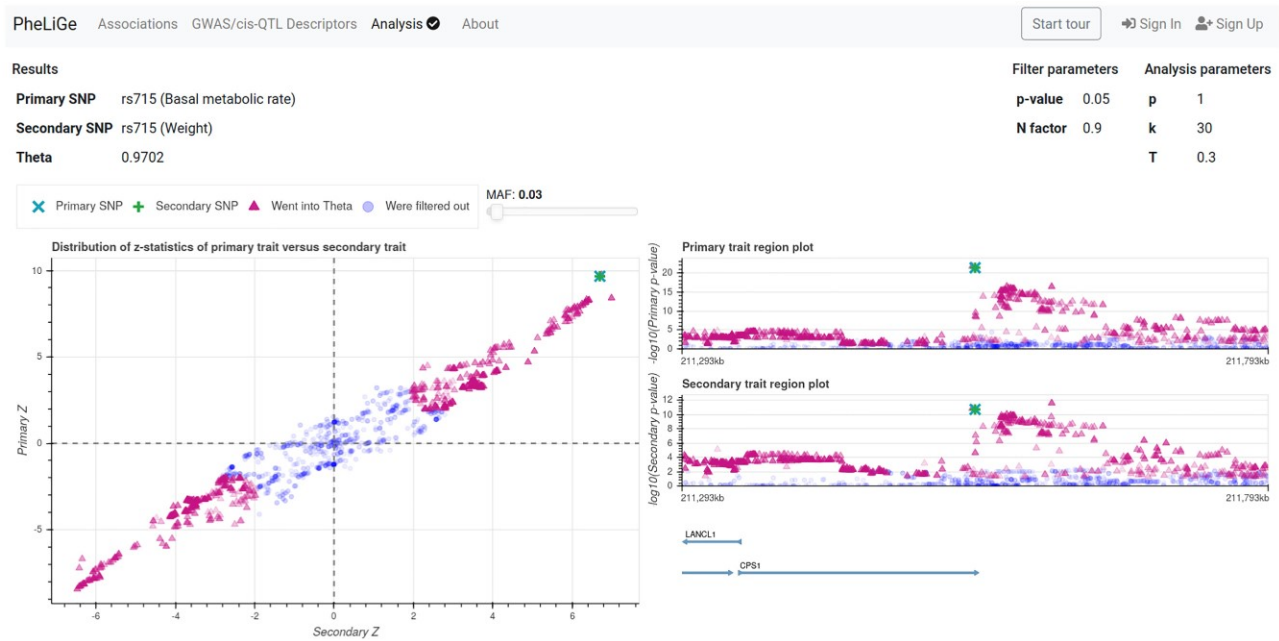 PheLiGe Associations GWAS/cis-QTL Descriptors Analysis About Start tour Sign In Sign Up
Results Filter parameters Analysis parameters
Primary SNP rs715 (Basal metabolic rate) p-value 0.05 p 1
Secondary SNP rs715 (Weight) N factor 0.9 k 30
Theta 0.9702 T 0.3
Primary SNP Secondary SNP Went into Theta Were filtered out MAF: 0.03
Distribution of z-statistics of primary trait versus secondary trait
10
5
0
-5
Primary Z
-6 -4 -2 0 2 4 6
Secondary Z
Primary trait region plot
-log10(Primary p-value)
20
15
10
5
0
211,293kb 211,793kb
Secondary trait region plot
log10(Secondary p-value)
12
10
8
6
4
2
0
211,293kb 211,793kb
LANCL1
CPS1